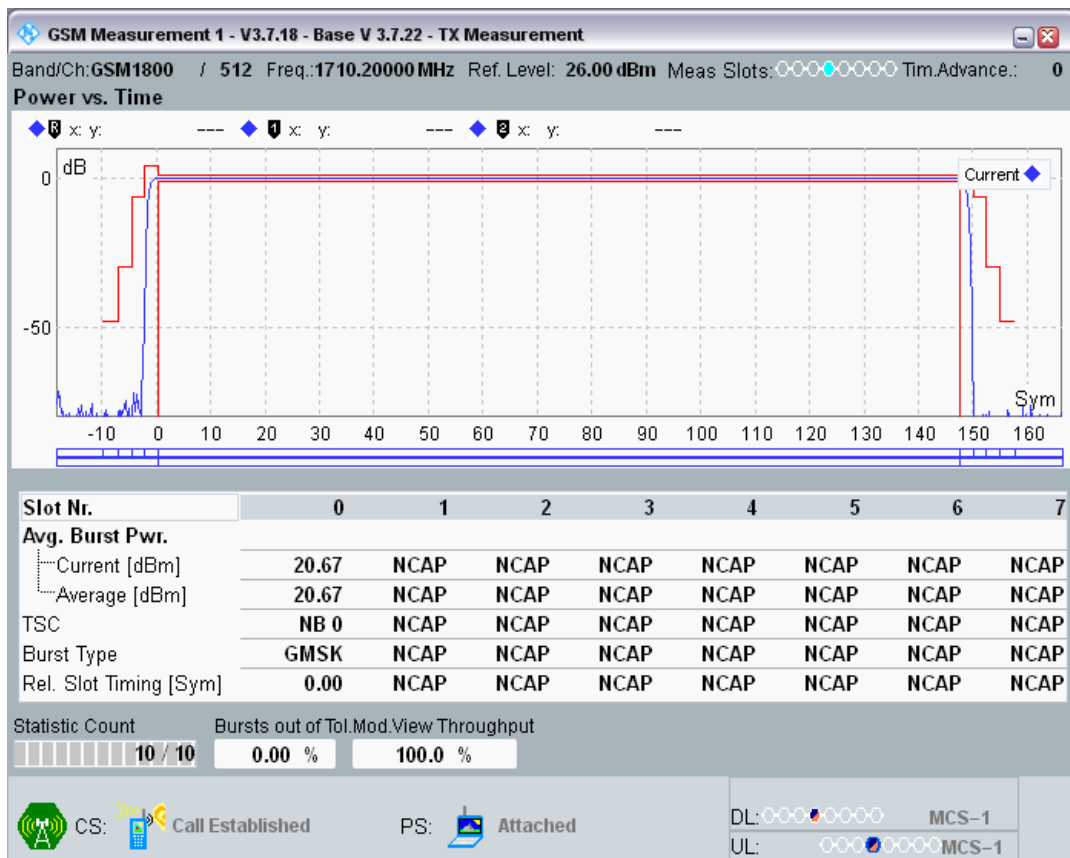 GSM Measurement 1 - V3.7.18 - Base V 3.7.22 - TX Measurement
Band/Ch:GSM1800 / 512 Freq.:1710.20000 MHz Ref. Level: 26.00 dBm Meas Slots: Tim.Advance.: 0
Power vs. Time
R x: y: --- 1 x: y: --- 2 x: y: ---
dB
Current
0
-50
Sym
-10 0 10 20 30 40 50 60 70 80 90 100 110 120 130 140 150 160
Slot Nr. 0 1 2 3 4 5 6 7
Avg. Burst Pwr.
Current [dBm] 20.67 NCAP NCAP NCAP NCAP NCAP NCAP NCAP
Average [dBm] 20.67 NCAP NCAP NCAP NCAP NCAP NCAP NCAP
TSC NB 0 NCAP NCAP NCAP NCAP NCAP NCAP NCAP
Burst Type GMSK NCAP NCAP NCAP NCAP NCAP NCAP NCAP
Rel. Slot Timing [Sym] 0.00 NCAP NCAP NCAP NCAP NCAP NCAP NCAP
Statistic Count Bursts out of Tol.Mod.View Throughput
10 / 10 0.00 % 100.0 %
CS: Call Established PS: Attached
DL: MCS-1
UL: MCS-1